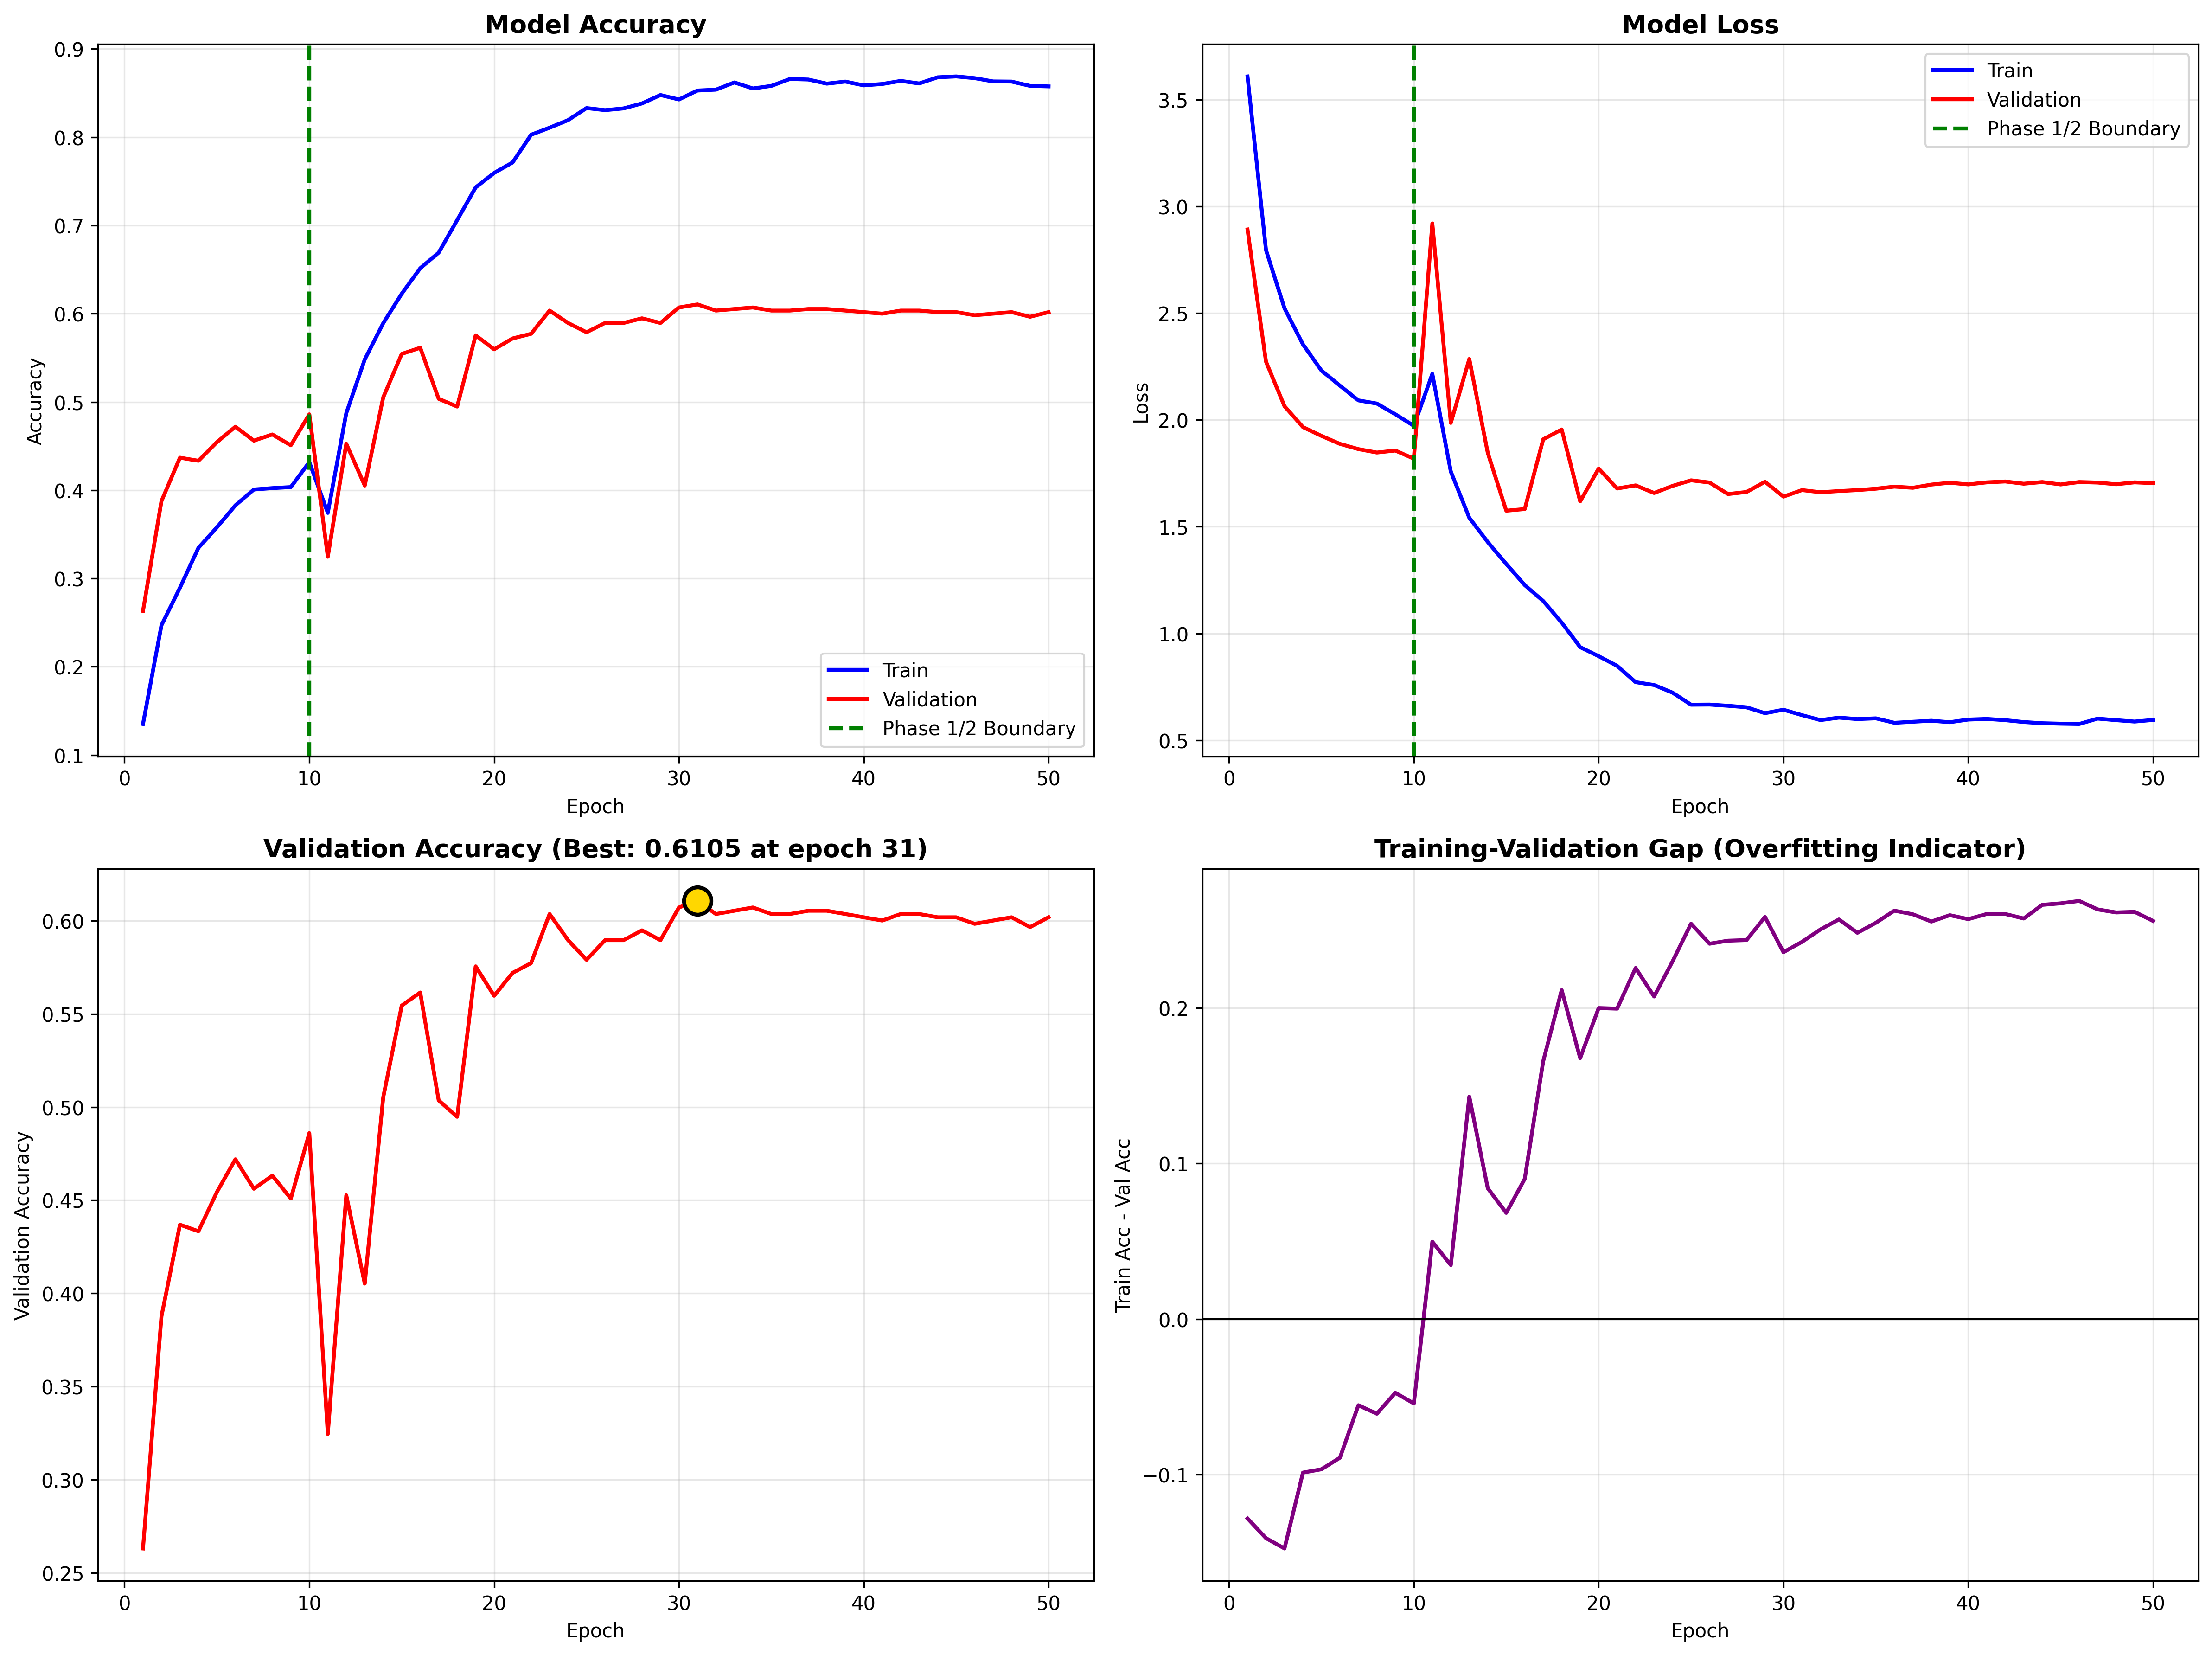 Model Accuracy
Accuracy
0.9
0.8
0.7
0.6
0.5
0.4
0.3
0.2
0.1
Train
Validation
Phase 1/2 Boundary
0 10 20 30 40 50
Epoch
Model Loss
Loss
3.5
3.0
2.5
2.0
1.5
1.0
0.5
Train
Validation
Phase 1/2 Boundary
0 10 20 30 40 50
Epoch
Validation Accuracy (Best: 0.6105 at epoch 31)
Validation Accuracy
0.60
0.55
0.50
0.45
0.40
0.35
0.30
0.25
0 10 20 30 40 50
Epoch
Training-Validation Gap (Overfitting Indicator)
Train Acc - Val Acc
0.2
0.1
0.0
−0.1
0 10 20 30 40 50
Epoch